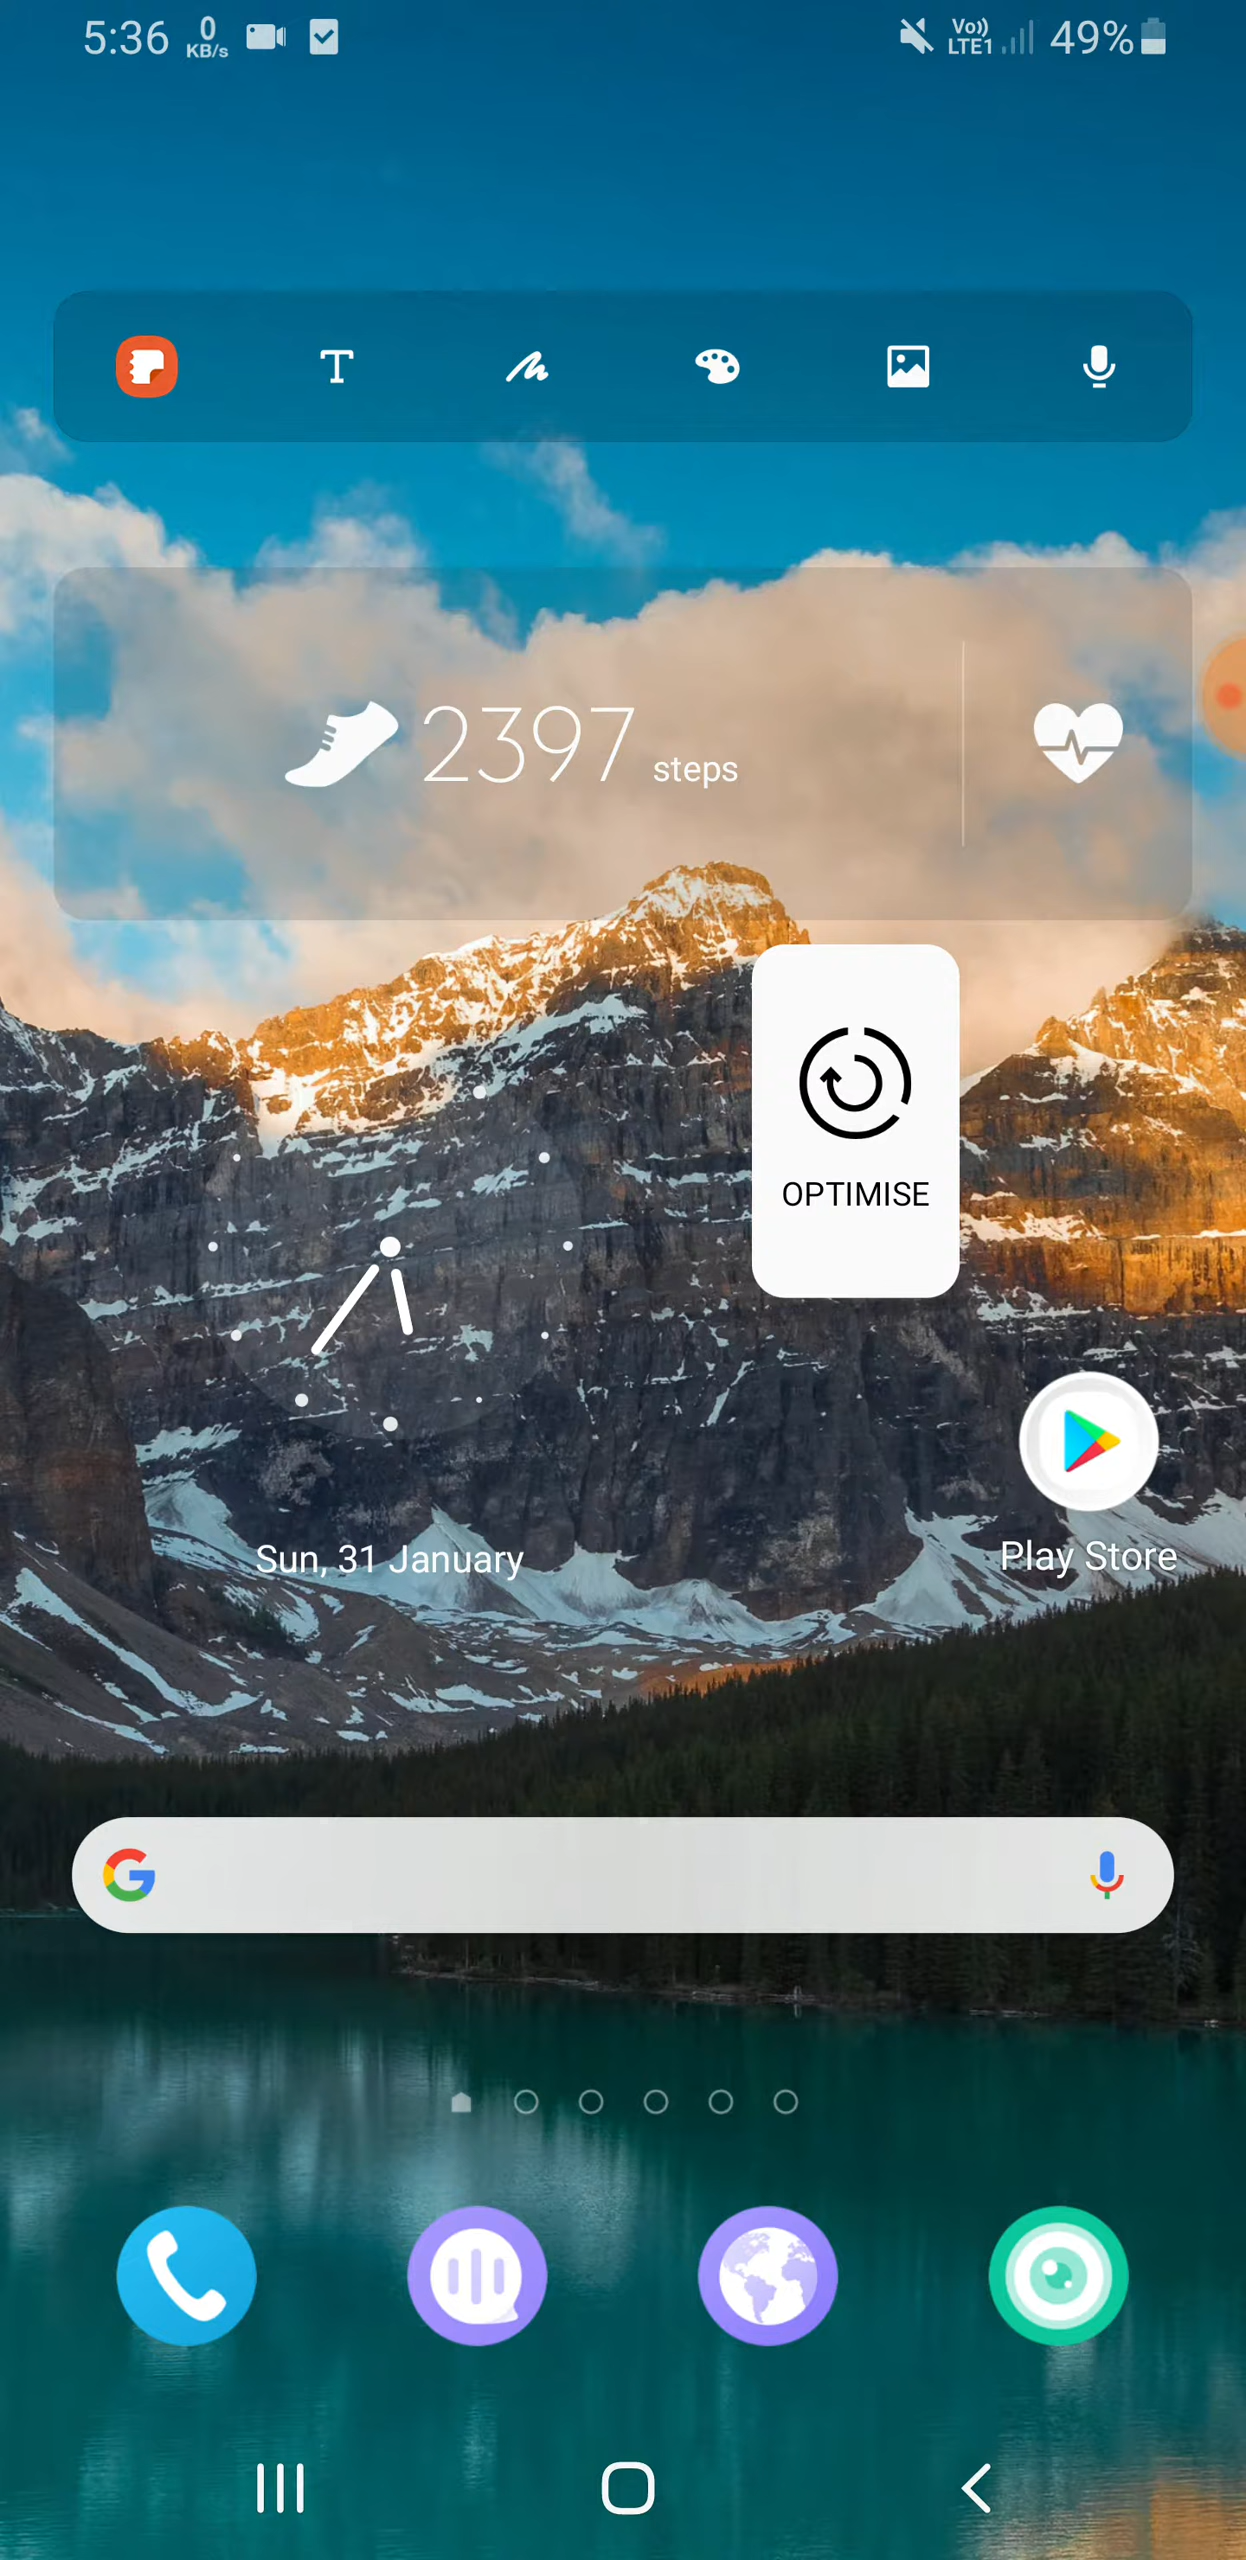 5:36 0 KB/s Vo)) LTE1 49%
T
2397 steps
OPTIMISE
Play Store
Sun, 31 January
G